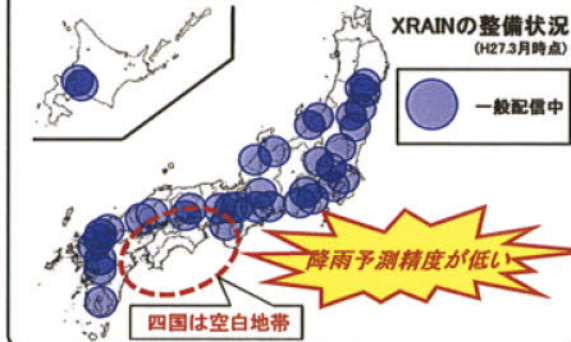 XRAINの整備状況
(H27.3月時点)
一般配信中
降雨予測精度が低い
四国は空白地帯